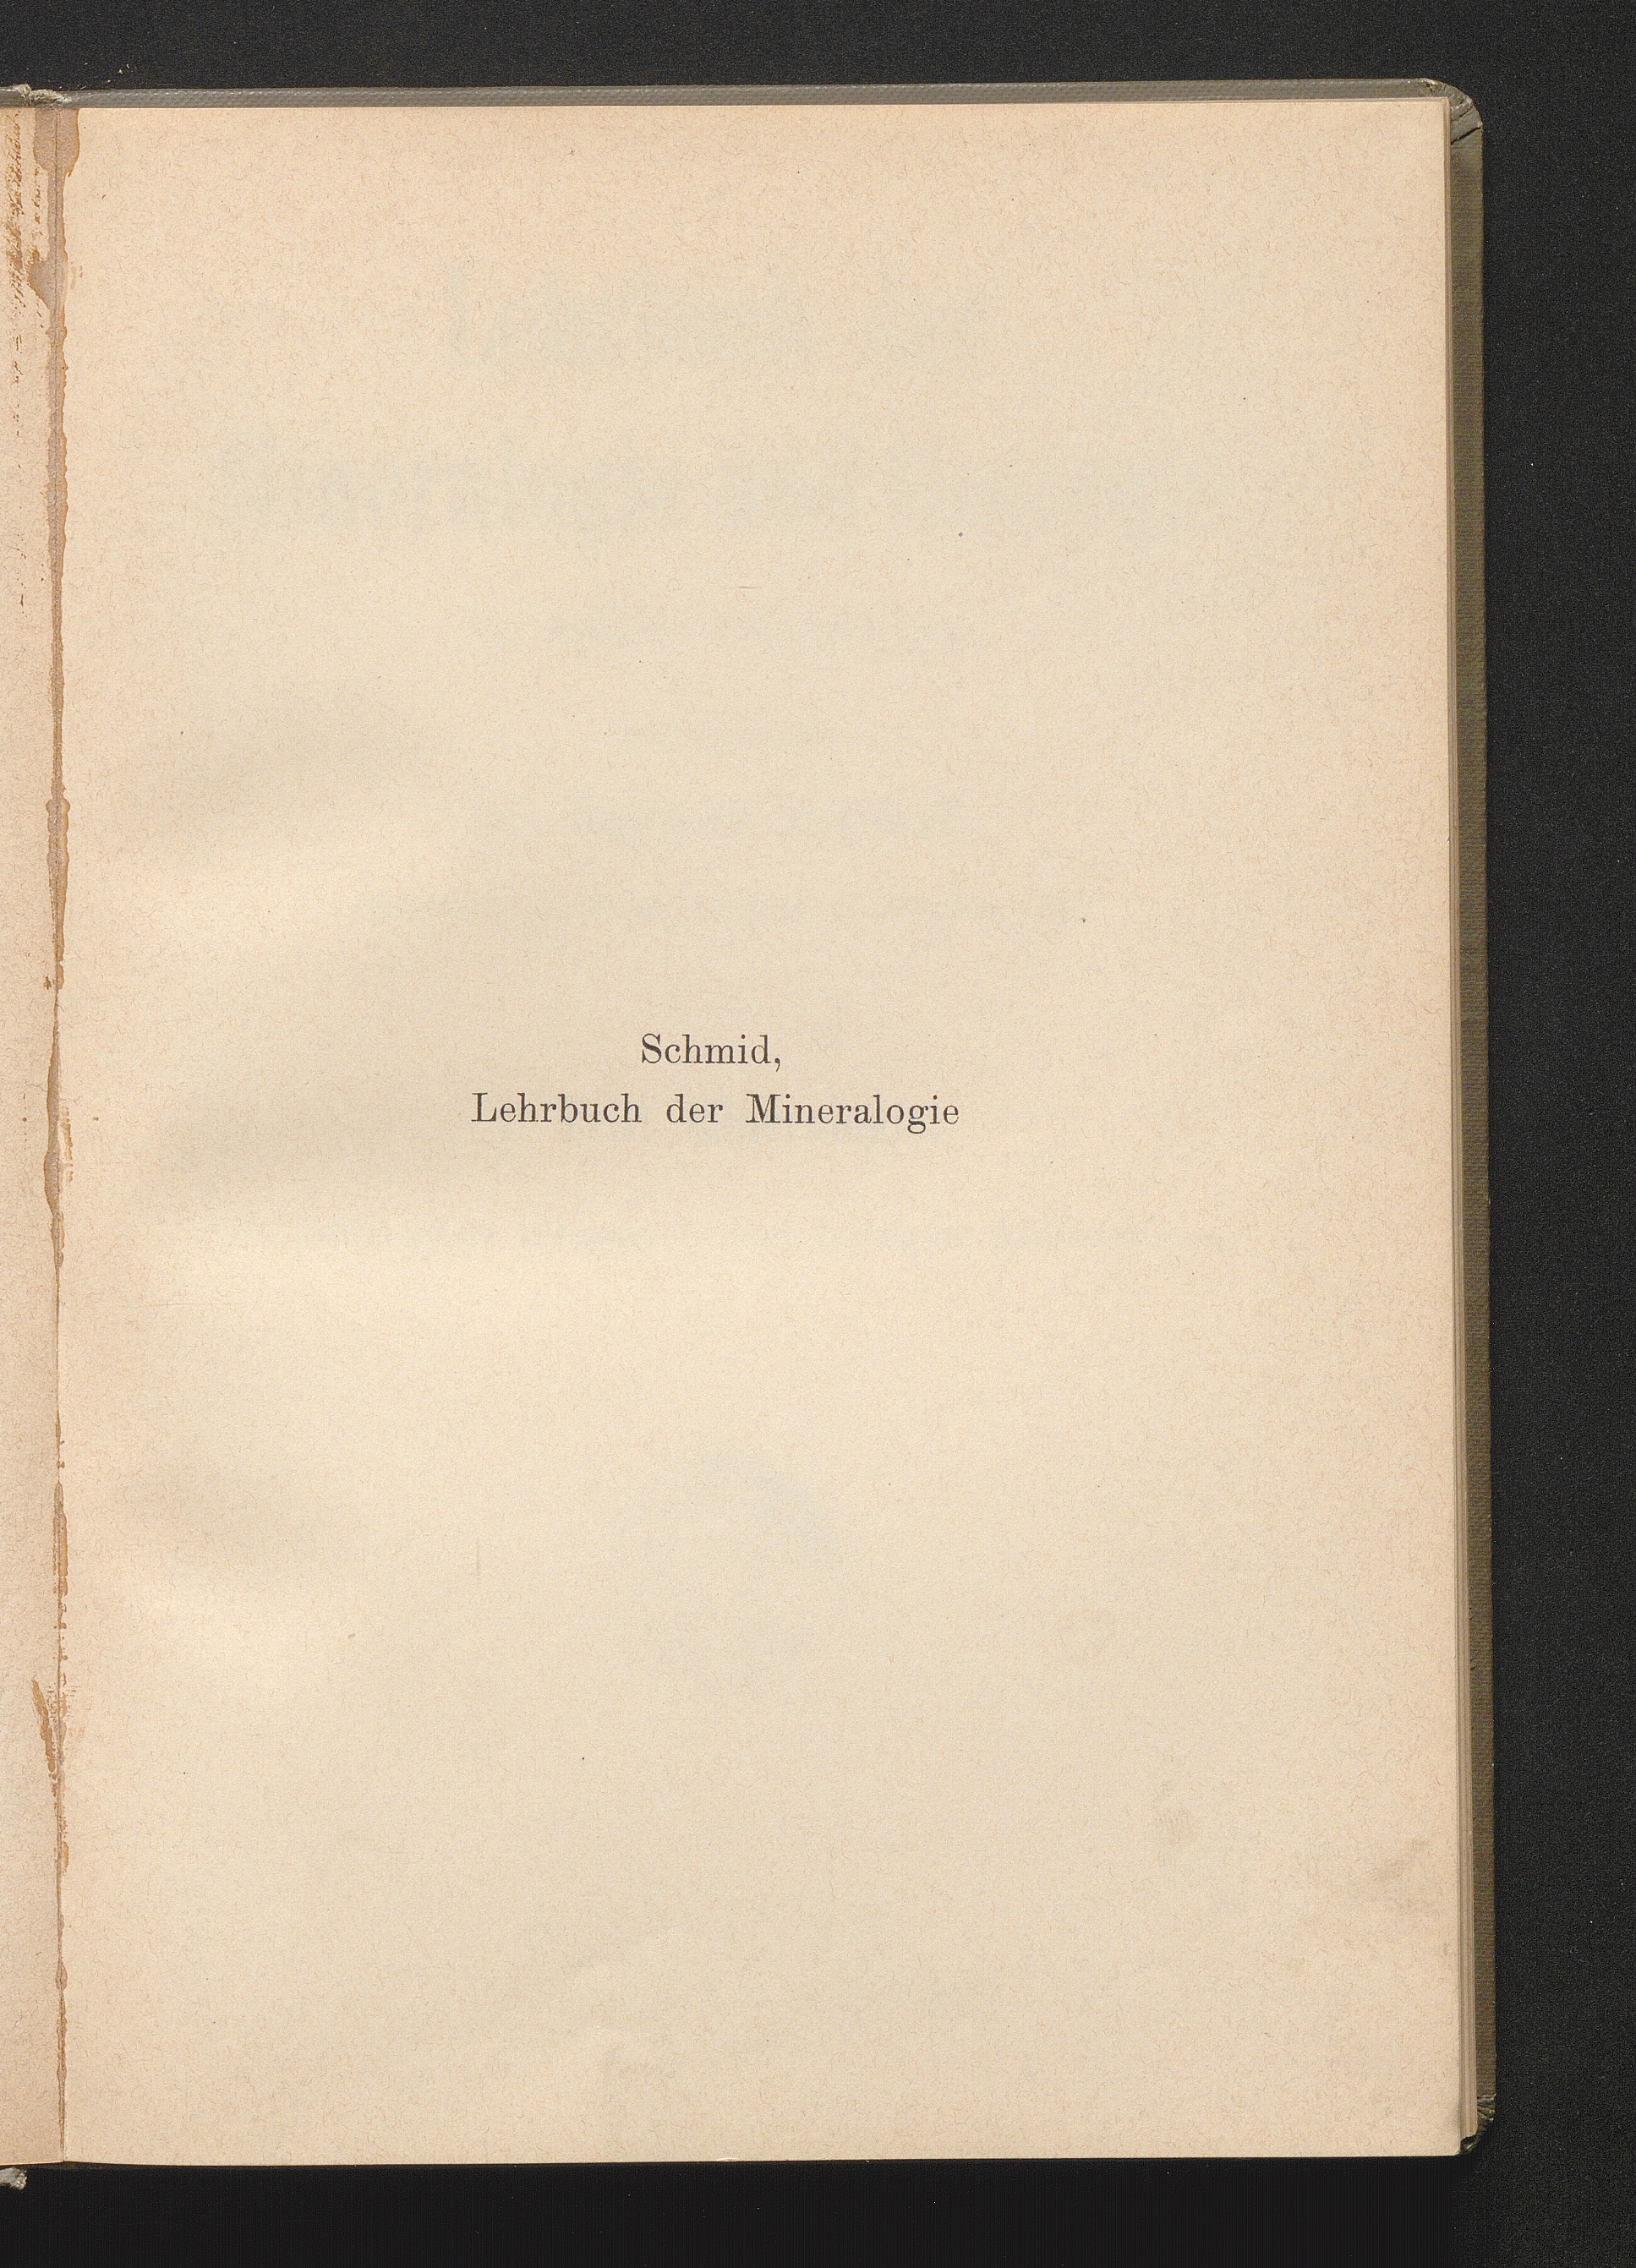 Schmid,
Lehrbuch der Mineralogie